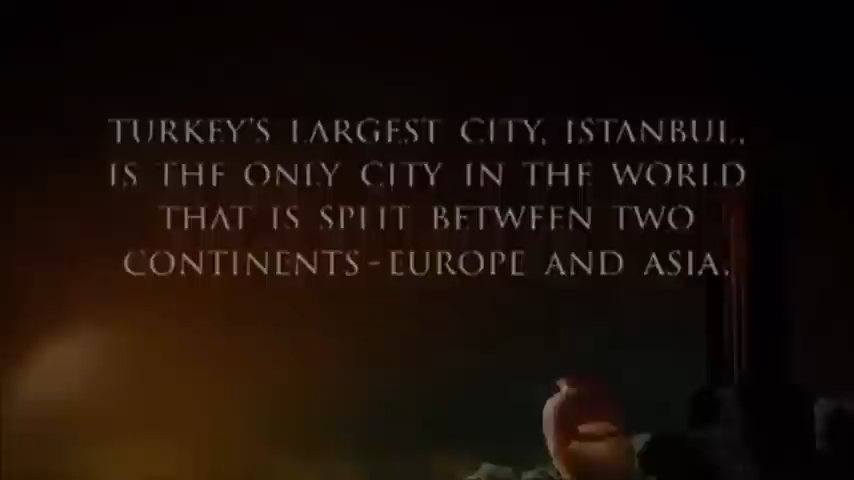 TURKEY'S LARGEST CITY, ISTANBUL,
IS THE ONLY CITY IN THE WORLD
THAT IS SPLIT BETWEEN TWO
CONTINENTS-EUROPE AND ASIA.